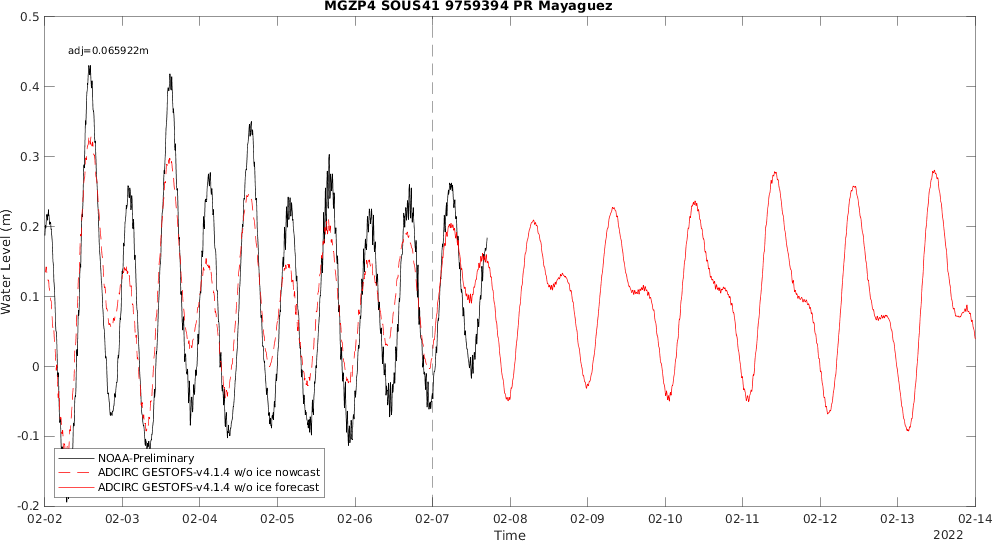 MGZP4 SOUS41 9759394 PR Mayaguez
adj=0.065922m
0.5
0.4
0.3
0.2
0.1
0
-0.1
-0.2
Water Level (m)
NOAA-Preliminary
ADCIRC GESTOFS-v4.1.4 w/o ice nowcast
ADCIRC GESTOFS-v4.1.4 w/o ice forecast
02-02 02-03 02-04 02-05 02-06 02-07 02-08 02-09 02-10 02-11 02-12 02-13 02-14
Time
2022